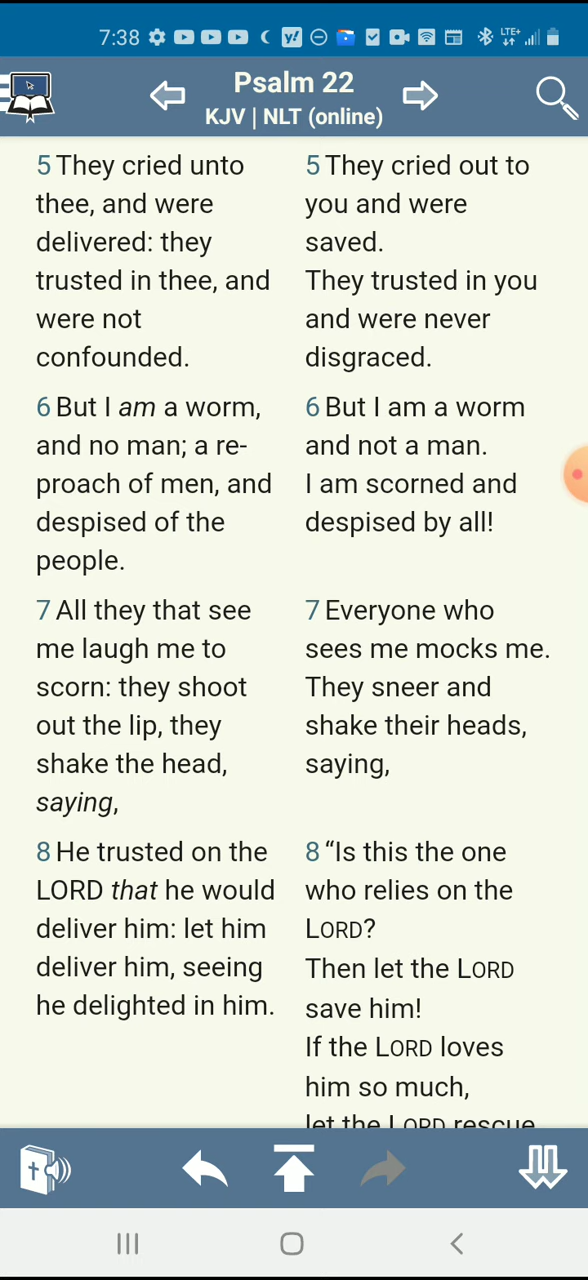 7:38
LTE+
Psalm 22
KJV | NLT (online)
5 They cried unto
thee, and were
delivered: they
trusted in thee, and
were not
confounded.
6 But I am a worm,
and no man; a re-
proach of men, and
despised of the
people.
7 All they that see
me laugh me to
scorn: they shoot
out the lip, they
shake the head,
saying,
8 He trusted on the
LORD that he would
deliver him: let him
deliver him, seeing
he delighted in him.
5 They cried out to
you and were
saved.
They trusted in you
and were never
disgraced.
6 But I am a worm
and not a man.
I am scorned and
despised by all!
7 Everyone who
sees me mocks me.
They sneer and
shake their heads,
saying,
8 “Is this the one
who relies on the
LORD?
Then let the LORD
save him!
If the LORD loves
him so much,
let the LORD rescue